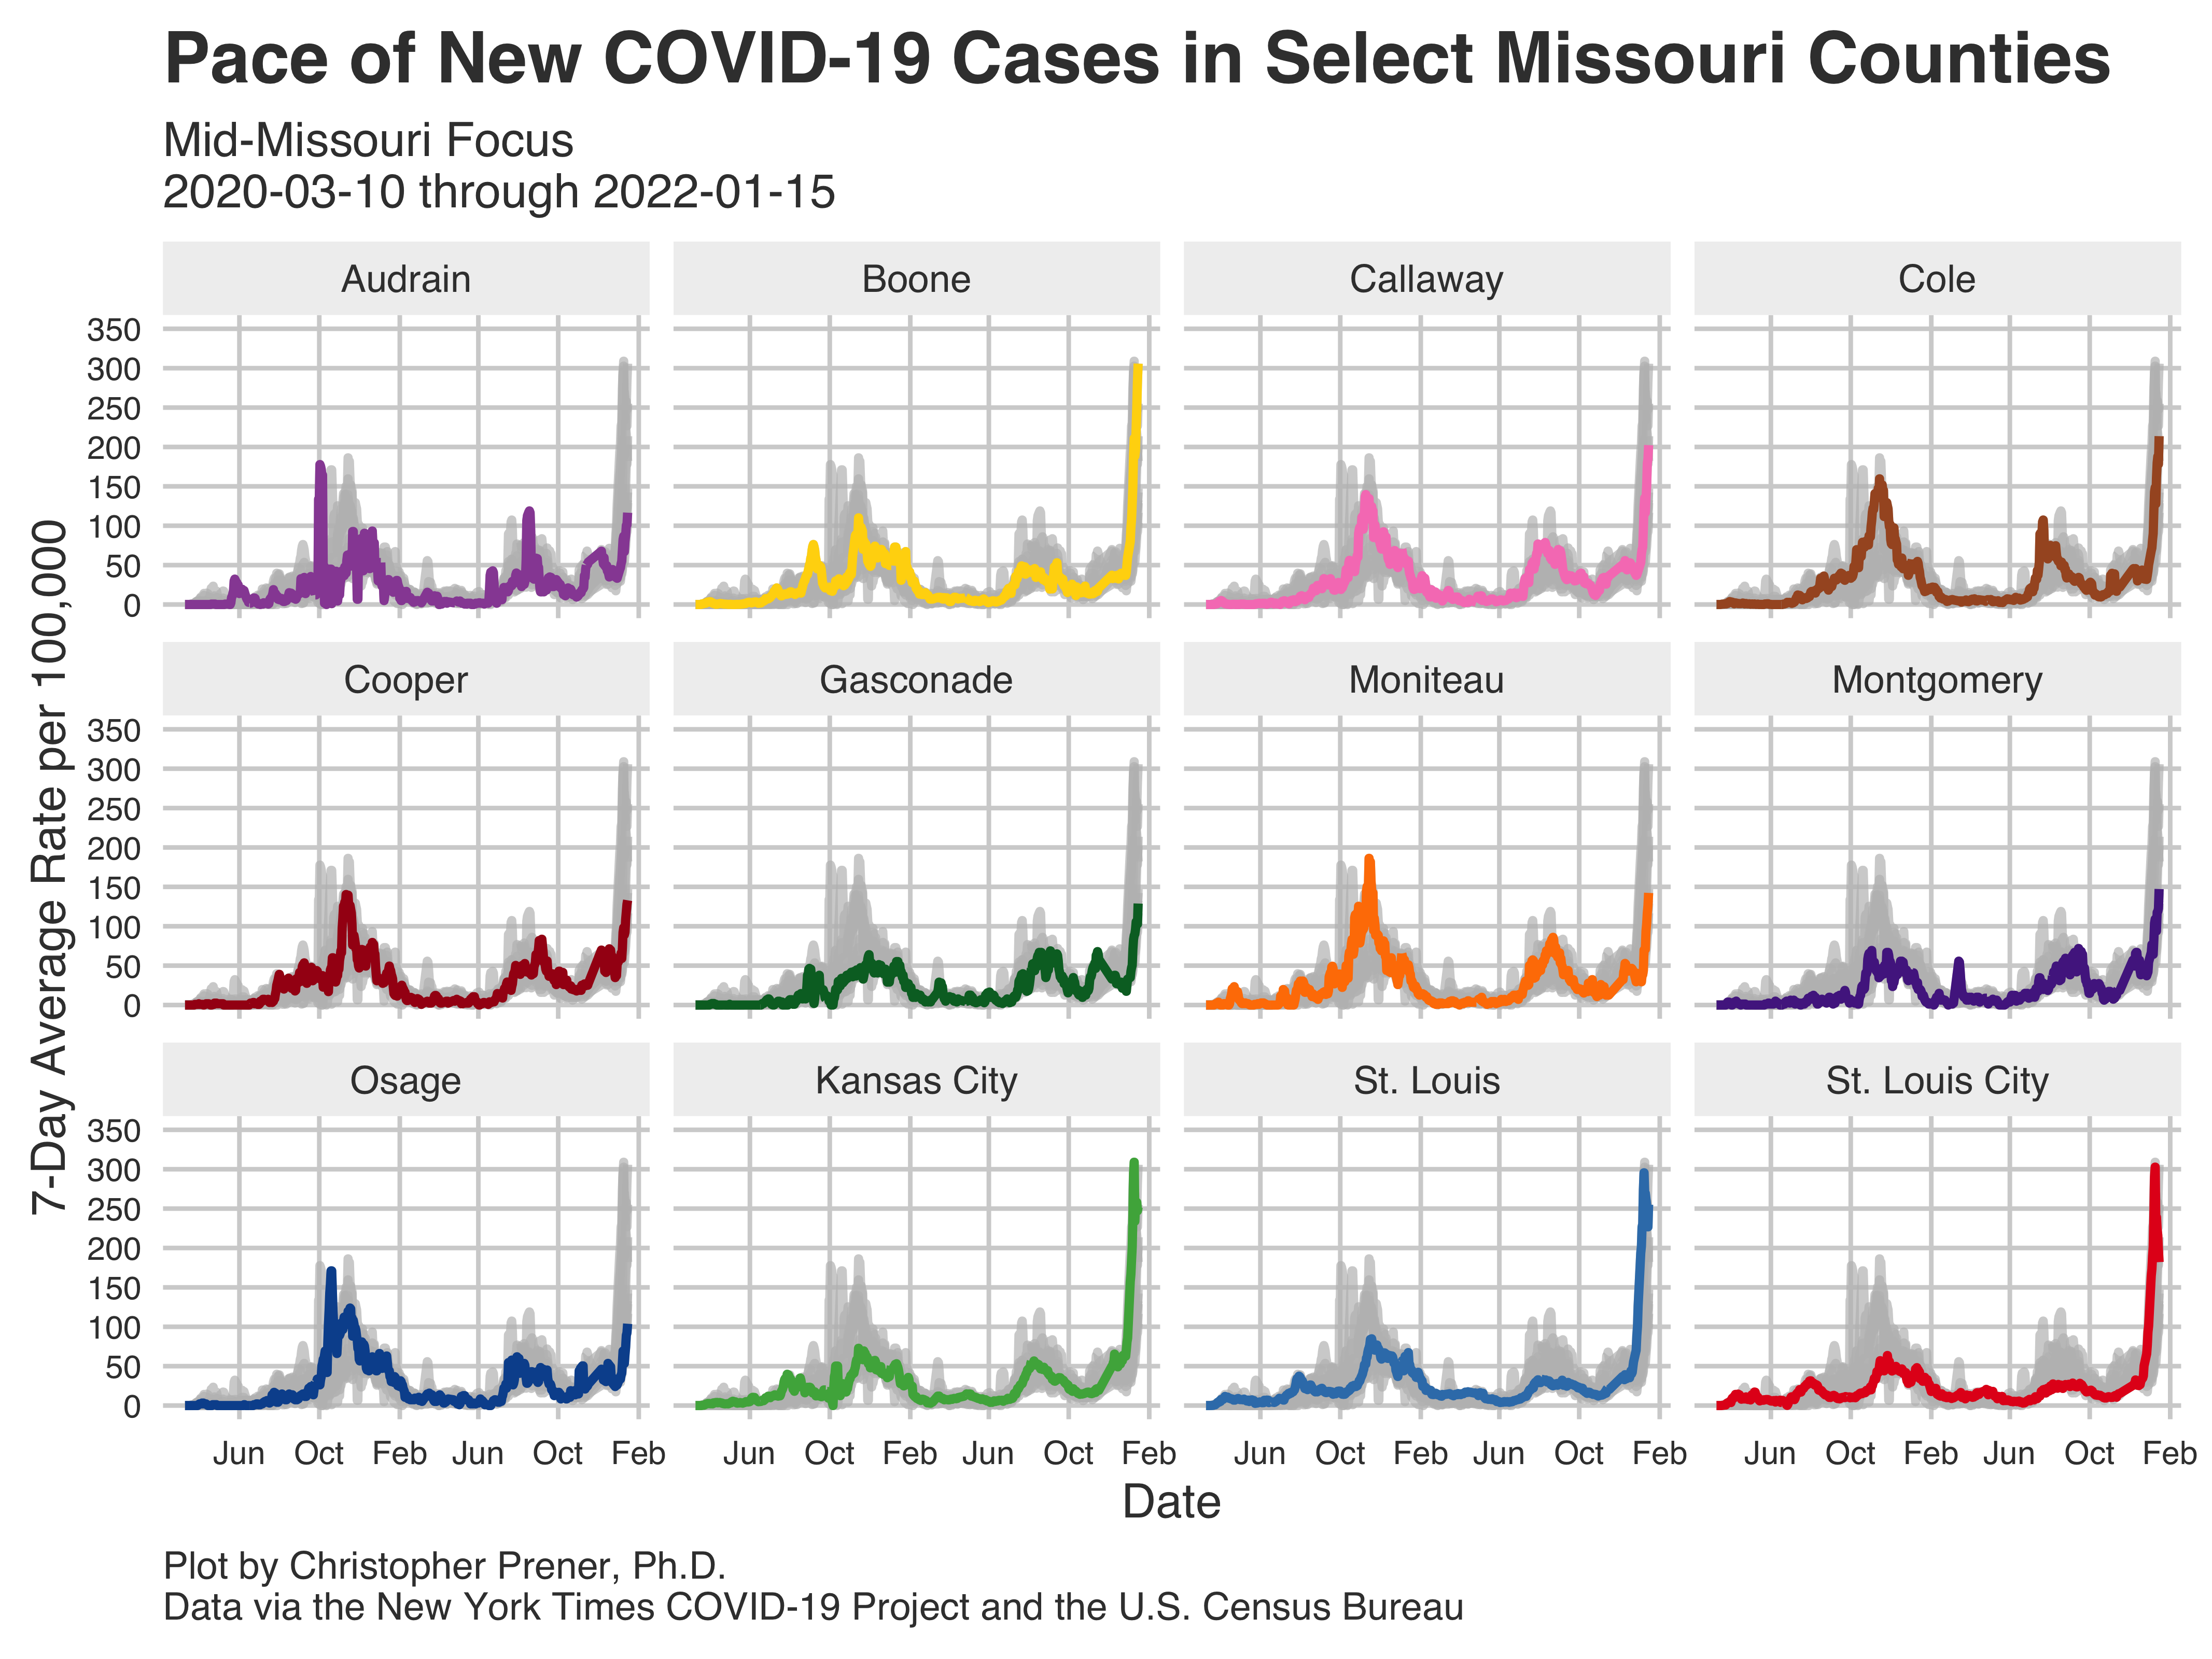 Pace of New COVID-19 Cases in Select Missouri Counties
Mid-Missouri Focus
2020-03-10 through 2022-01-15
7-Day Average Rate per 100,000
Audrain Boone Callaway Cole
350
300
250
200
150
100
50
0
Cooper Gasconade Moniteau Montgomery
350
300
250
200
150
100
50
0
Osage Kansas City St. Louis St. Louis City
350
300
250
200
150
100
50
0
Jun Oct Feb Jun Oct Feb Jun Oct Feb Jun Oct Feb Jun Oct Feb Jun Oct Feb Jun Oct Feb Jun Oct Feb
Date
Plot by Christopher Prener, Ph.D.
Data via the New York Times COVID-19 Project and the U.S. Census Bureau